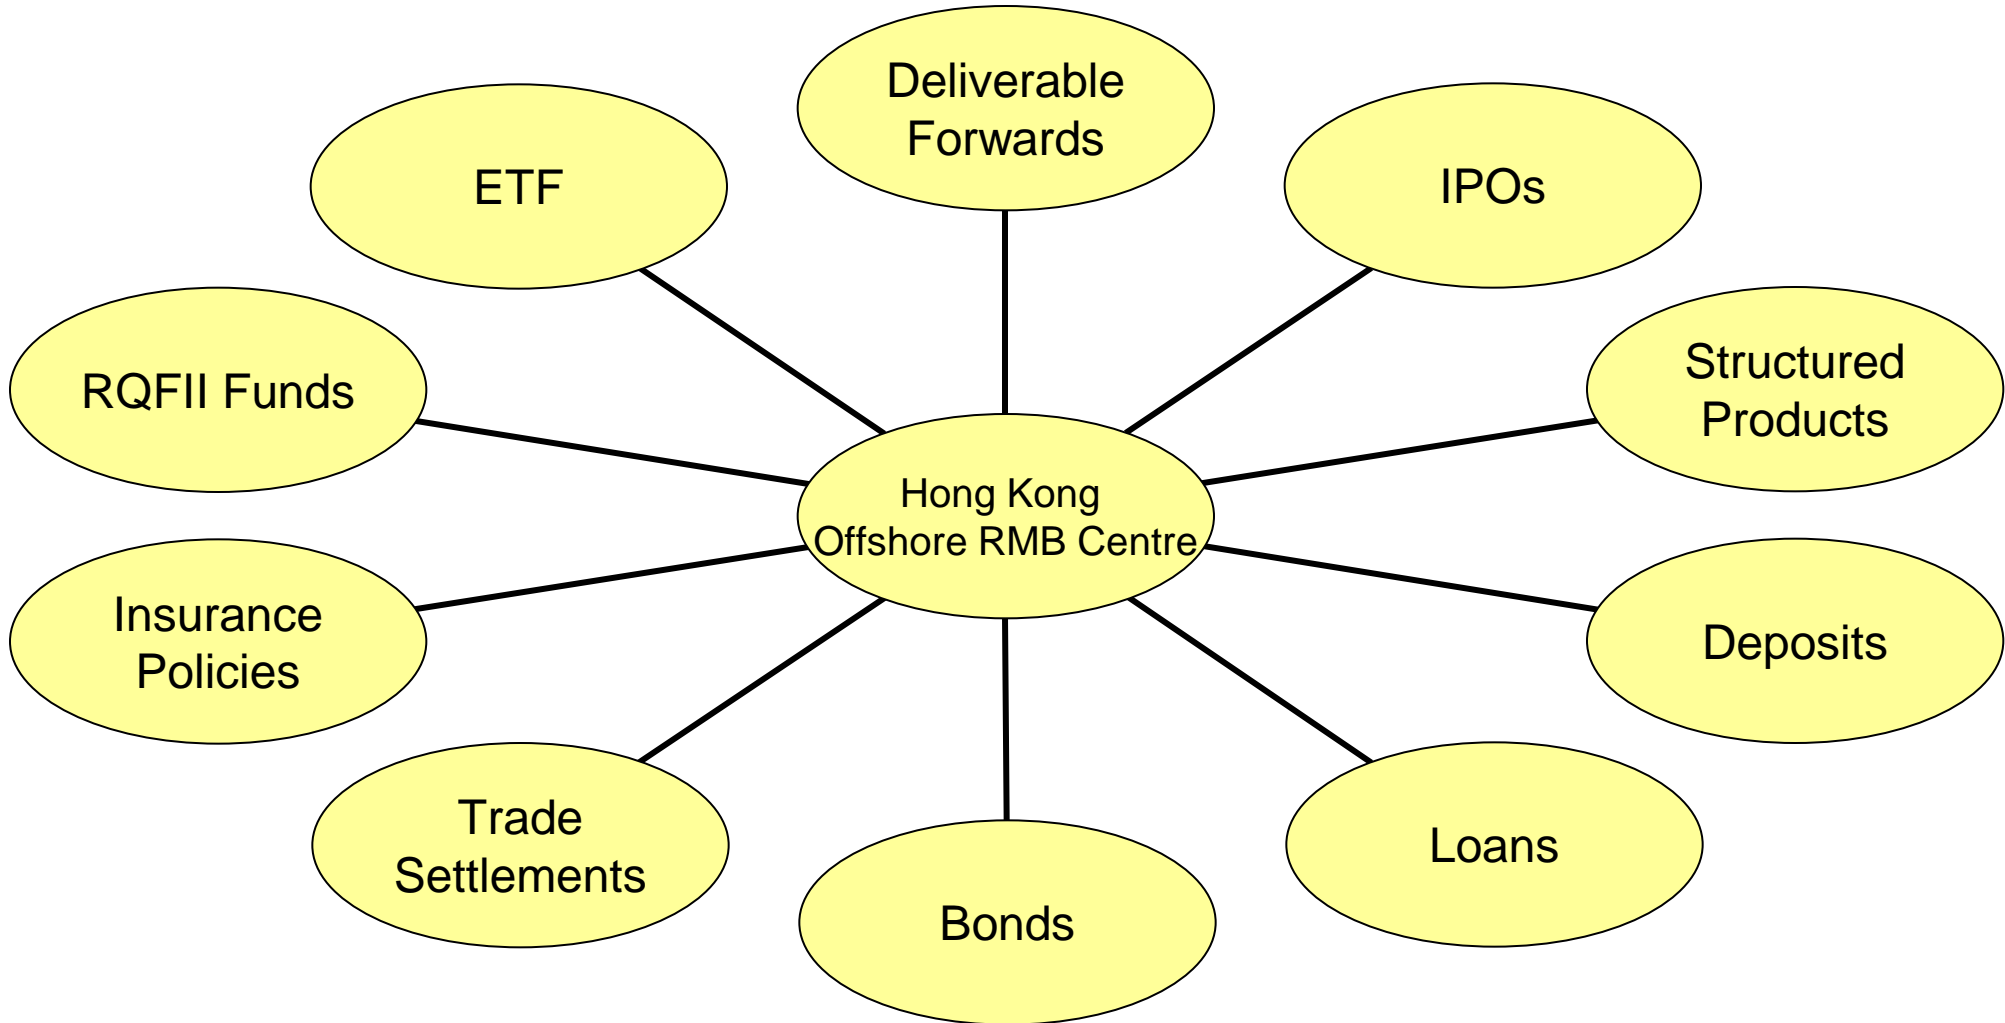 Deliverable
Forwards
ETF
IPOs
RQFII Funds
Structured
Products
Hong Kong
Offshore RMB Centre
Insurance
Policies
Deposits
Trade
Settlements
Loans
Bonds